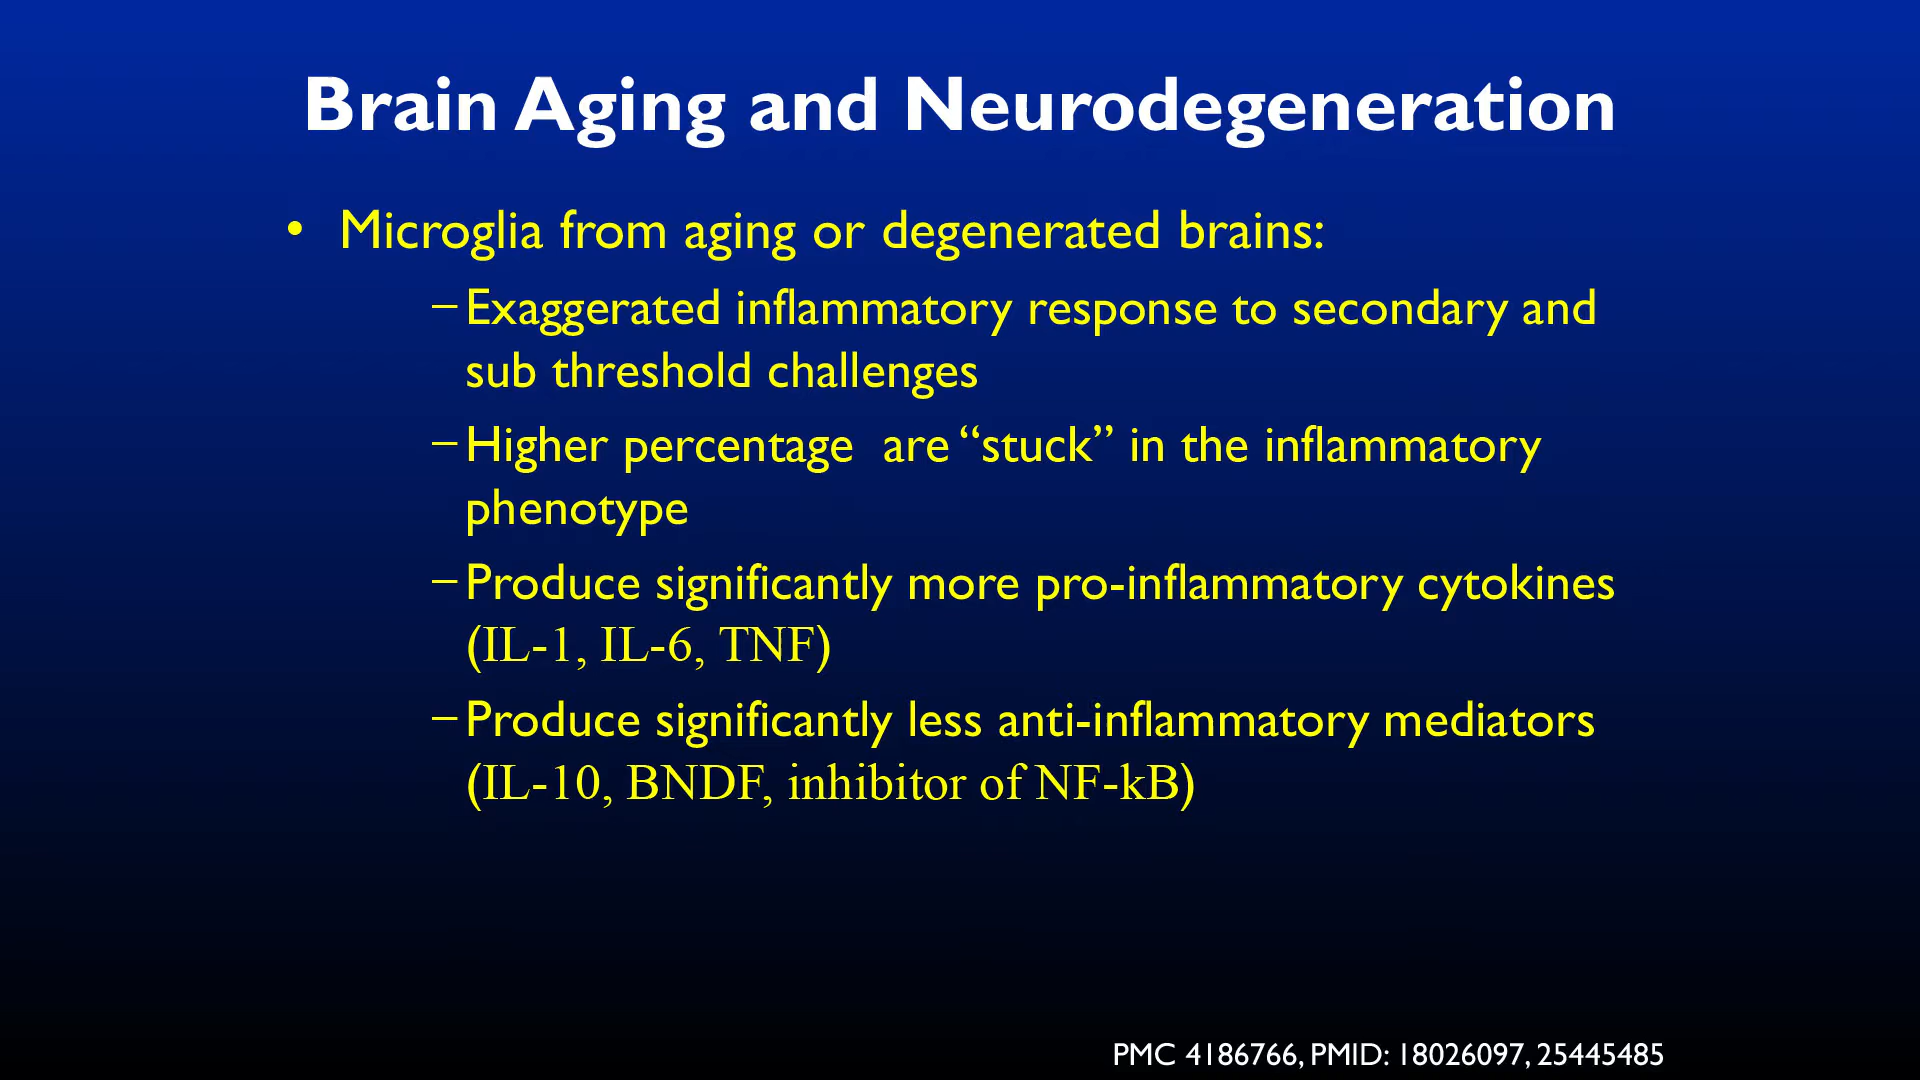 Brain Aging and Neurodegeneration
• Microglia from aging or degenerated brains:
–Exaggerated inflammatory response to secondary and
sub threshold challenges
–Higher percentage  are “stuck” in the inflammatory
phenotype
–Produce significantly more pro-inflammatory cytokines
(IL-1, IL-6, TNF)
–Produce significantly less anti-inflammatory mediators
(IL-10, BNDF, inhibitor of NF-kB)
PMC 4186766, PMID: 18026097, 25445485